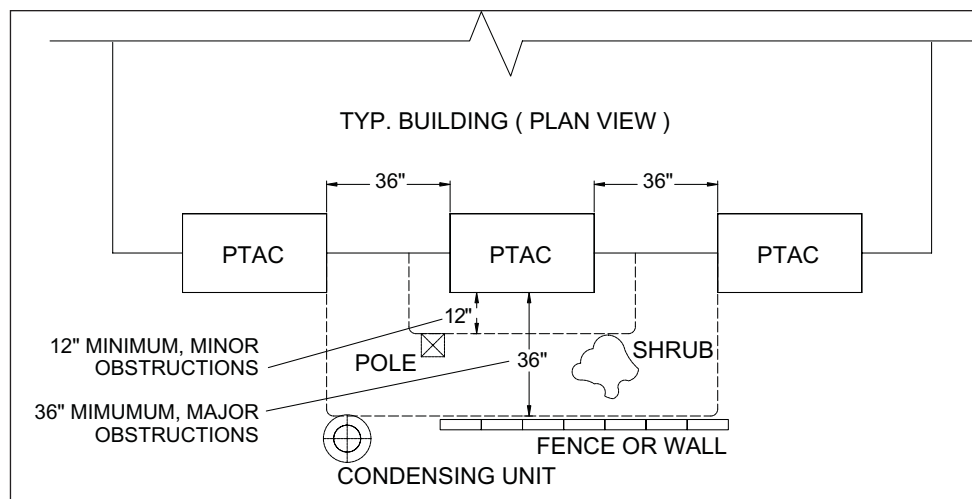 TYP. BUILDING ( PLAN VIEW )
36"
36"
PTAC
PTAC
PTAC
12"
12" MINIMUM, MINOR
OBSTRUCTIONS
POLE
SHRUB
36"
36" MIMUMUM, MAJOR
OBSTRUCTIONS
FENCE OR WALL
CONDENSING UNIT